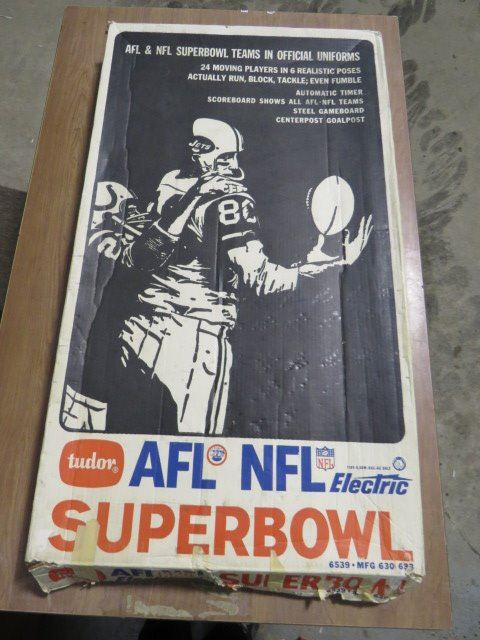 AFL & NFL SUPERBOWL TEAMS IN OFFICIAL UNIFORMS
24 MOVING PLAYERS IN 6 REALISTIC POSES
ACTUALLY RUN, BLOCK, TACKLE; EVEN FUMBLE
AUTOMATIC TIMER
SCOREBOARD SHOWS ALL AFL-NFL TEAMS
STEEL GAMEBOARD
CENTERPOST GOALPOST
JETS
80
tudor® AFL NFL Electric
NFL
SUPERBOWL
6539 • MFG 630
AFL SUPER